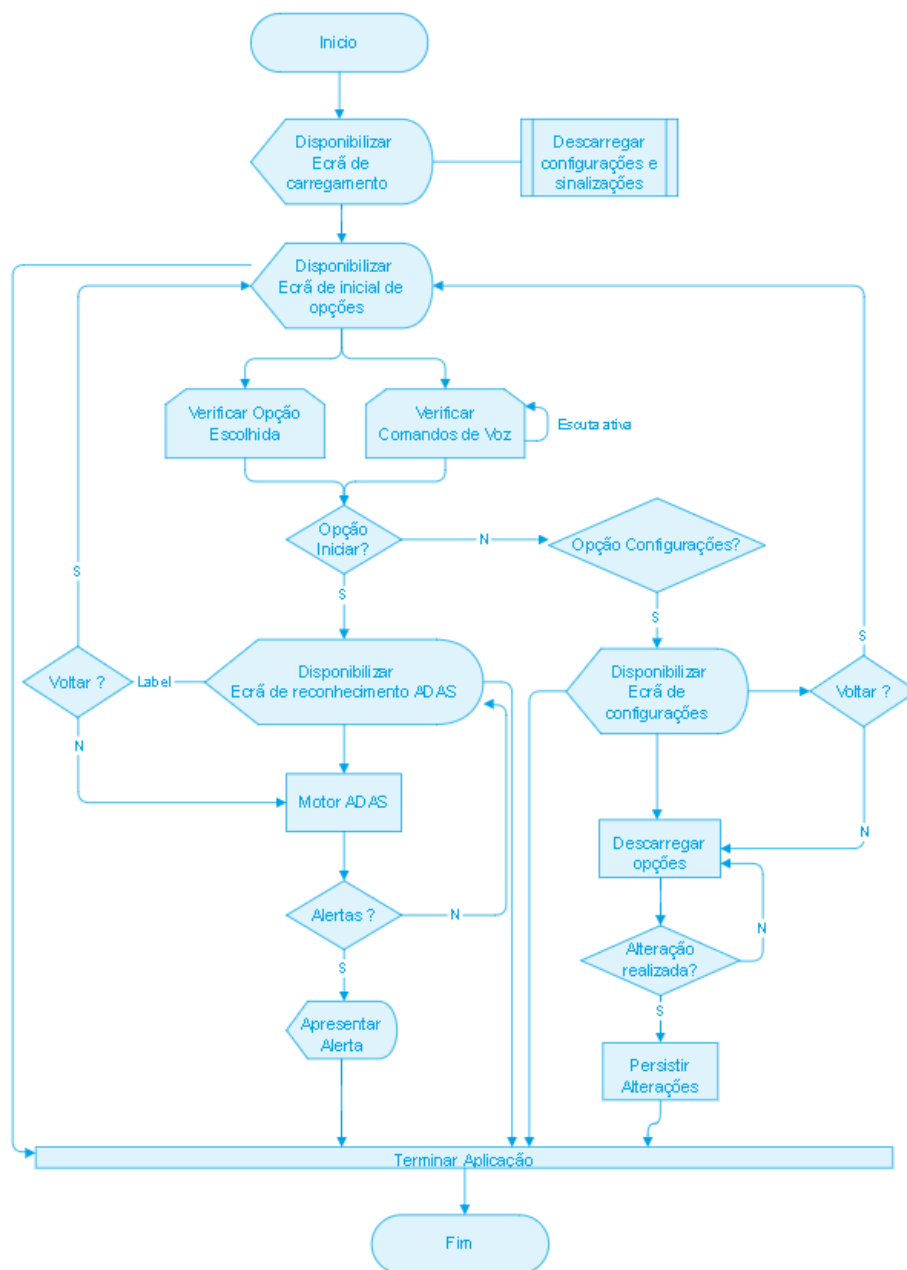 Inicio
Disponibilizar
Ecrã de
carregamento
Descarregar
configurações e
sinalizações
Disponibilizar
Ecrã de inicial de
opções
Verificar Opção
Escolhida
Verificar
Comandos de Voz
Escuta ativa
Opção
Iniciar?
N
Opção Configurações?
S
S
S
S
Voltar ?
Label
Disponibilizar
Ecrã de reconhecimento ADAS
Disponibilizar
Ecrã de
configurações
Voltar ?
N
Motor ADAS
N
Descarregar
opções
Alertas ?
N
N
Alteração
realizada?
S
S
Apresentar
Alerta
Persistir
Alterações
Terminar Aplicação
Fim